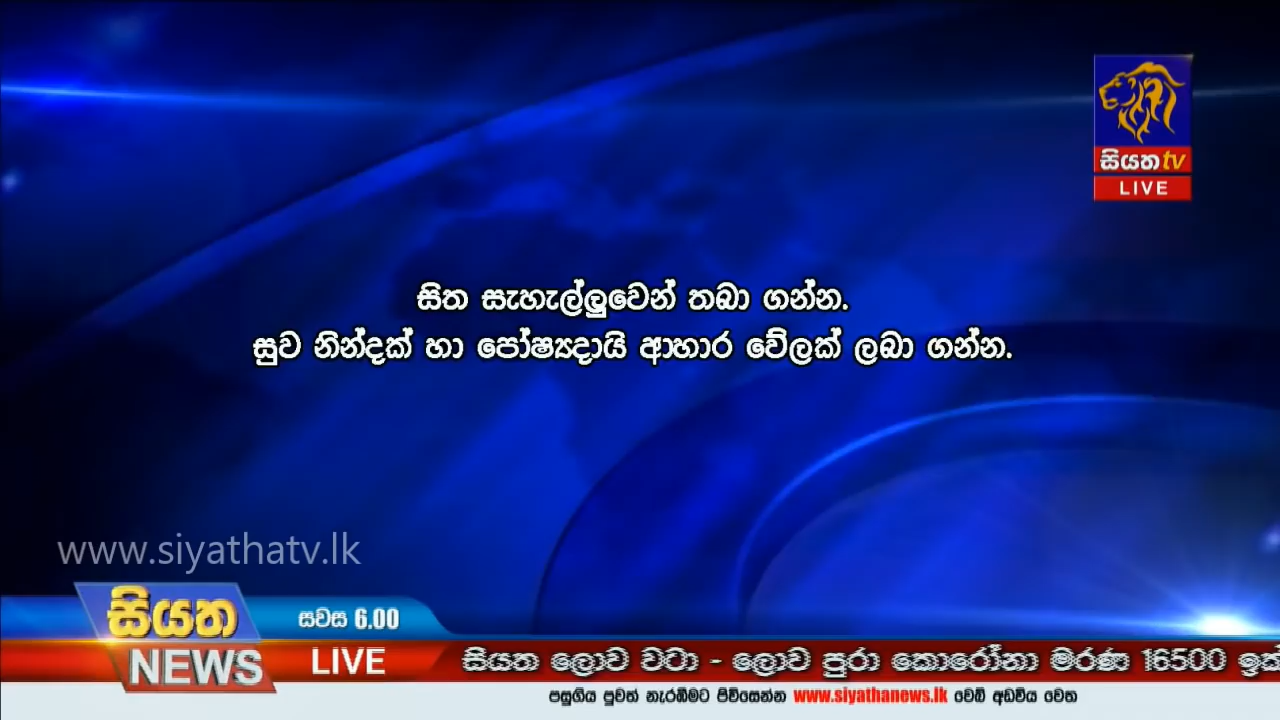 සියත tv
LIVE
සිත සැහැල්ලුවෙන් තබා ගන්න.
සුව නින්දක් හා පෝෂ්‍යදායි ආහාර වේලක් ලබා ගන්න.
www.siyathatv.lk
සියත
NEWS
සවස 6.00
LIVE
සියත ලොව වටා - ලොව පුරා කොරෝනා මරණ 16500 ඉක්
පසුගිය පුවත් නැරඹීමට පිවිසෙන්න www.siyathanews.lk වෙබ් අඩවිය වෙත